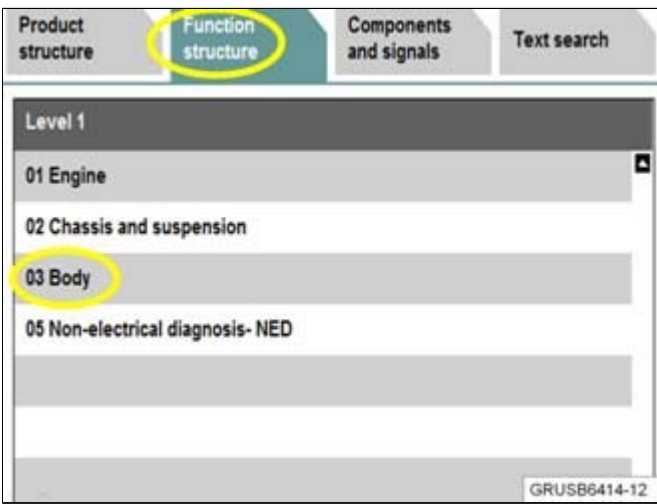 Product
structure
Function
structure
Components
and signals
Text search
Level 1
01 Engine
02 Chassis and suspension
03 Body
05 Non-electrical diagnosis- NED
GRUSB6414-12